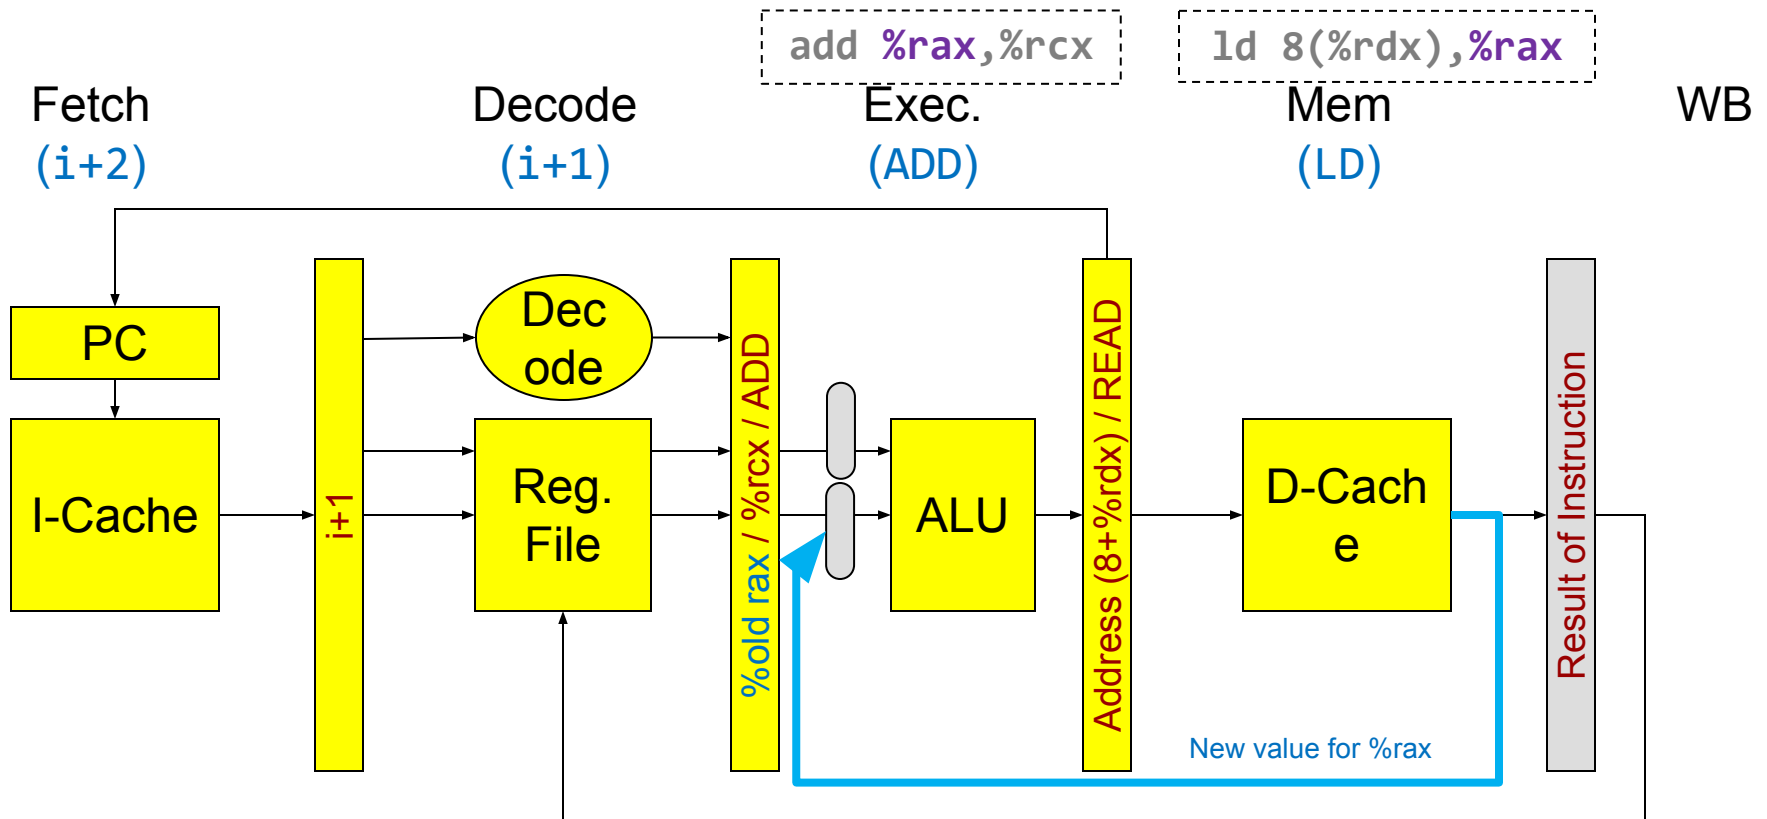 add %rax,%rcx
ld 8(%rdx),%rax
Fetch
(i+2)
Decode
(i+1)
Exec.
(ADD)
Mem
(LD)
WB
PC
I-Cache
i+1
Dec
ode
Reg.
File
%old rax / %rcx / ADD
ALU
Address (8+%rdx) / READ
D-Cach
e
Result of Instruction
New value for %rax